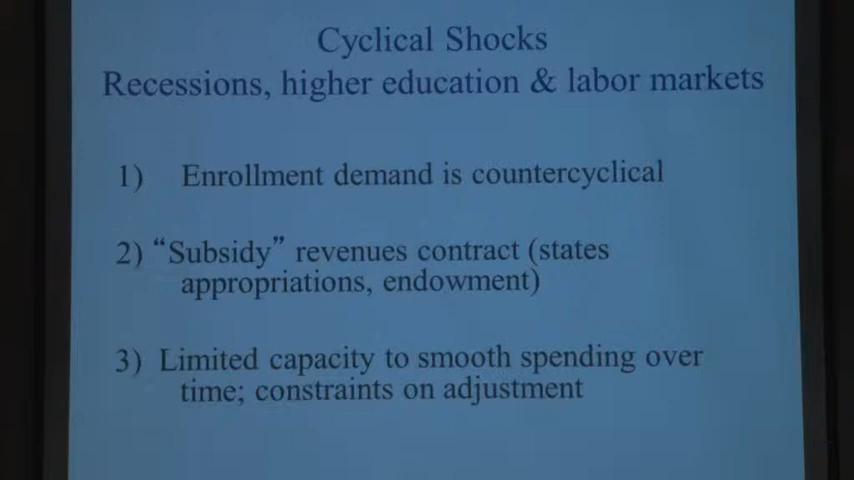 Cyclical Shocks
Recessions, higher education & labor markets
1) Enrollment demand is countercyclical
2) “Subsidy” revenues contract (states
appropriations, endowment)
3) Limited capacity to smooth spending over
time; constraints on adjustment